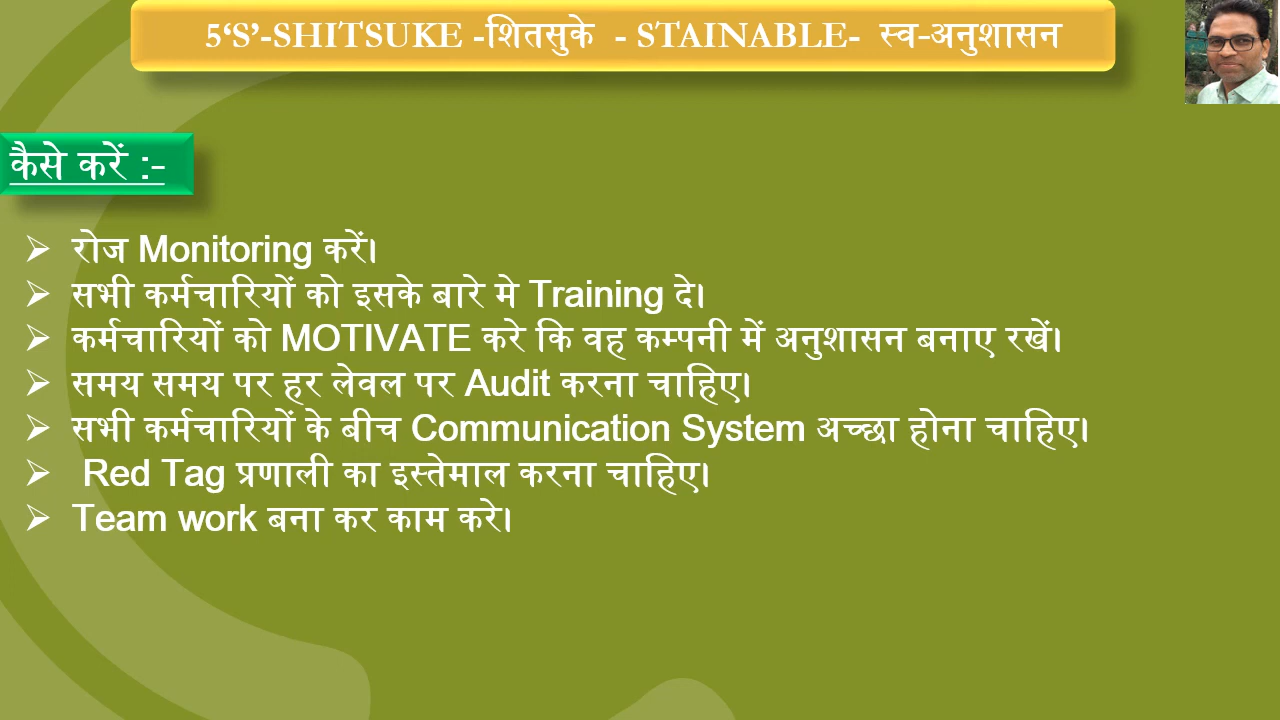 5‘S’-SHITSUKE -शितसुके - STAINABLE- स्व-अनुशासन
कैसे करें :-
➢ रोज Monitoring करें।
➢ सभी कर्मचारियों को इसके बारे मे Training दे।
➢ कर्मचारियों को MOTIVATE करे कि वह कम्पनी में अनुशासन बनाए रखें।
➢ समय समय पर हर लेवल पर Audit करना चाहिए।
➢ सभी कर्मचारियों के बीच Communication System अच्छा होना चाहिए।
➢ Red Tag प्रणाली का इस्तेमाल करना चाहिए।
➢ Team work बना कर काम करे।